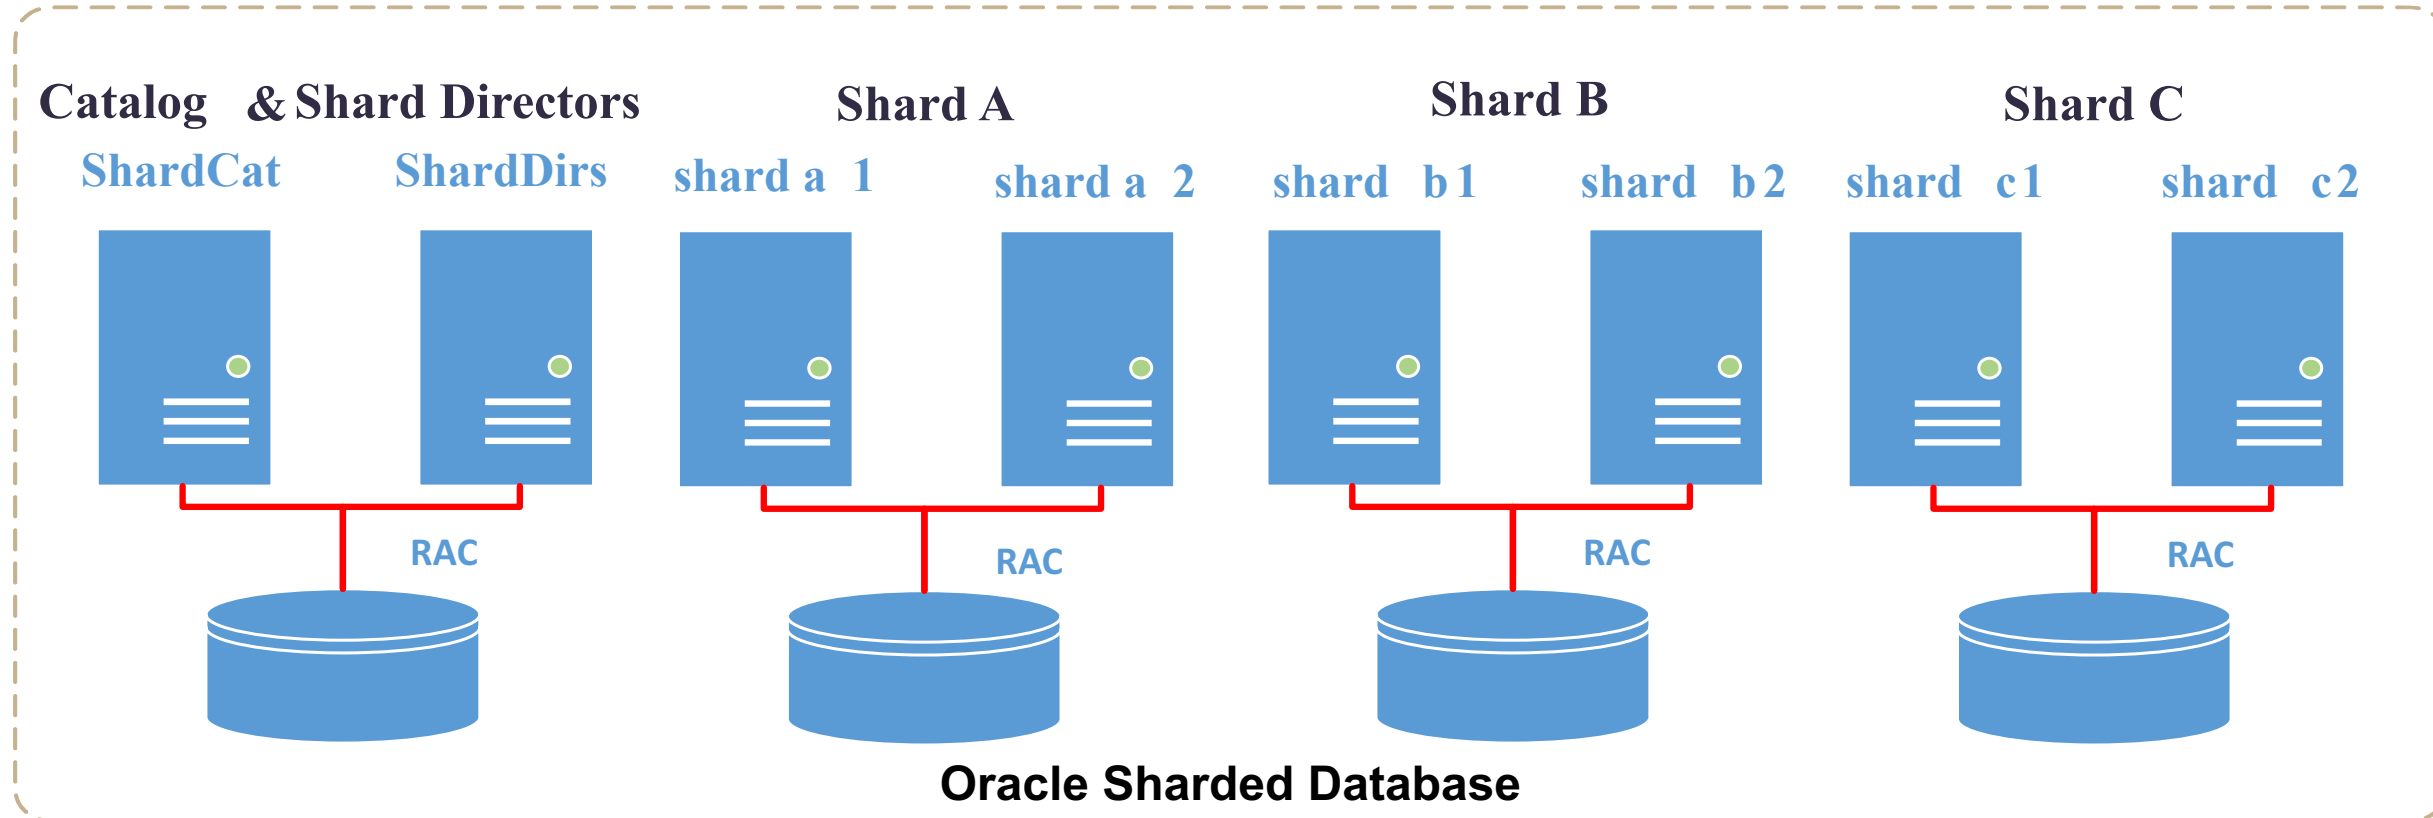 Catalog & Shard Directors
Shard A
Shard B
Shard C
ShardCat
ShardDirs
shard a 1
shard a 2
shard b1
shard b2
shard c1
shard c2
RAC
RAC
RAC
RAC
Oracle Sharded Database